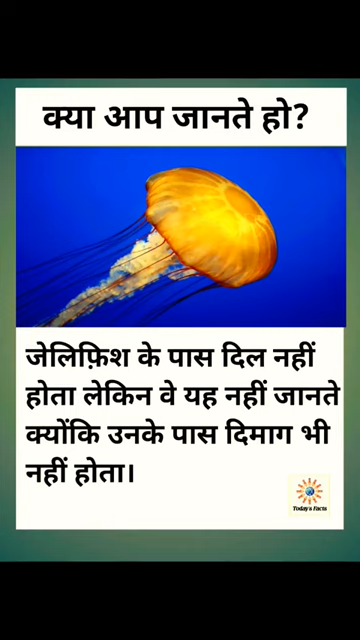 क्या आप जानते हो?
जेलिफ़िश के पास दिल नहीं
होता लेकिन वे यह नहीं जानते
क्योंकि उनके पास दिमाग भी
नहीं होता।
Today's Facts